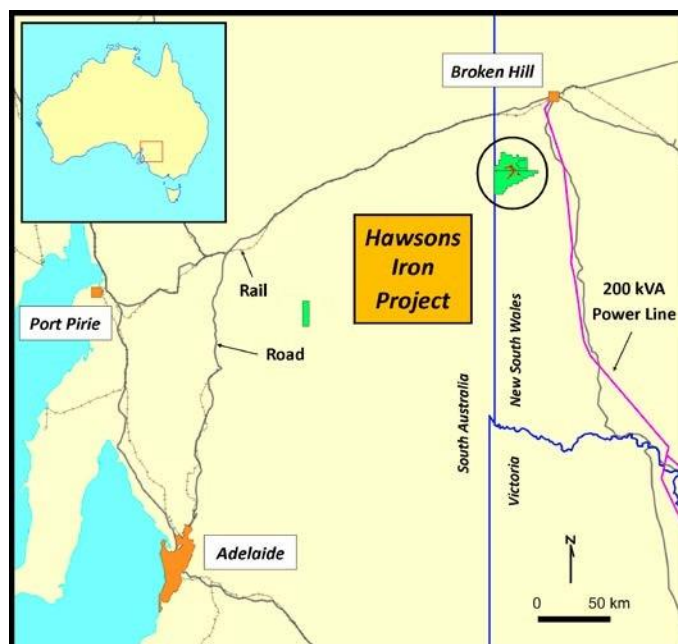 Broken Hill
Hawsons
Iron
Project
Rail
Port Pirie
Road
200 kVA
Power Line
New South Wales
South Australia
Victoria
Adelaide
N
0 50 km